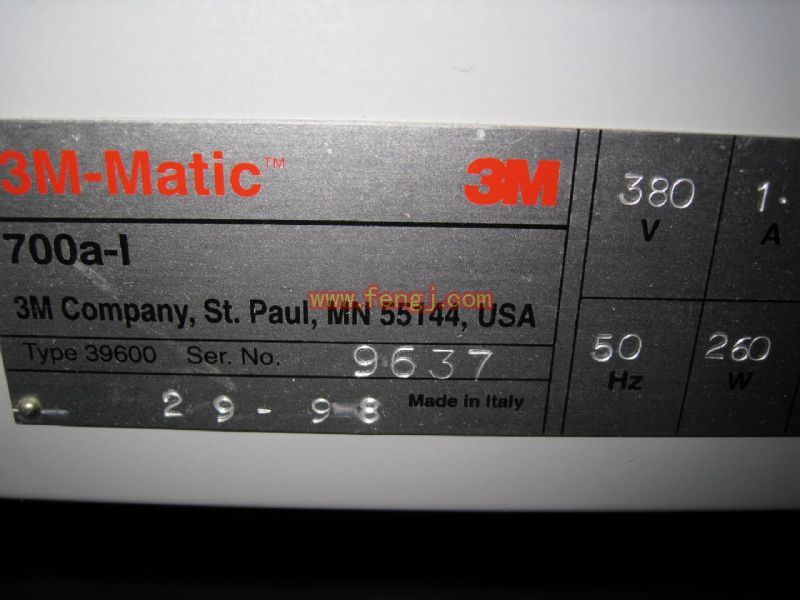 3M-Matic™ 3M
700a-I
3M Company, St. Paul, MN 55144, USA
Type 39600 Ser. No. 9637
29-98 Made in Italy
380 V
1. A
50 Hz
260 W
www.fengj.com